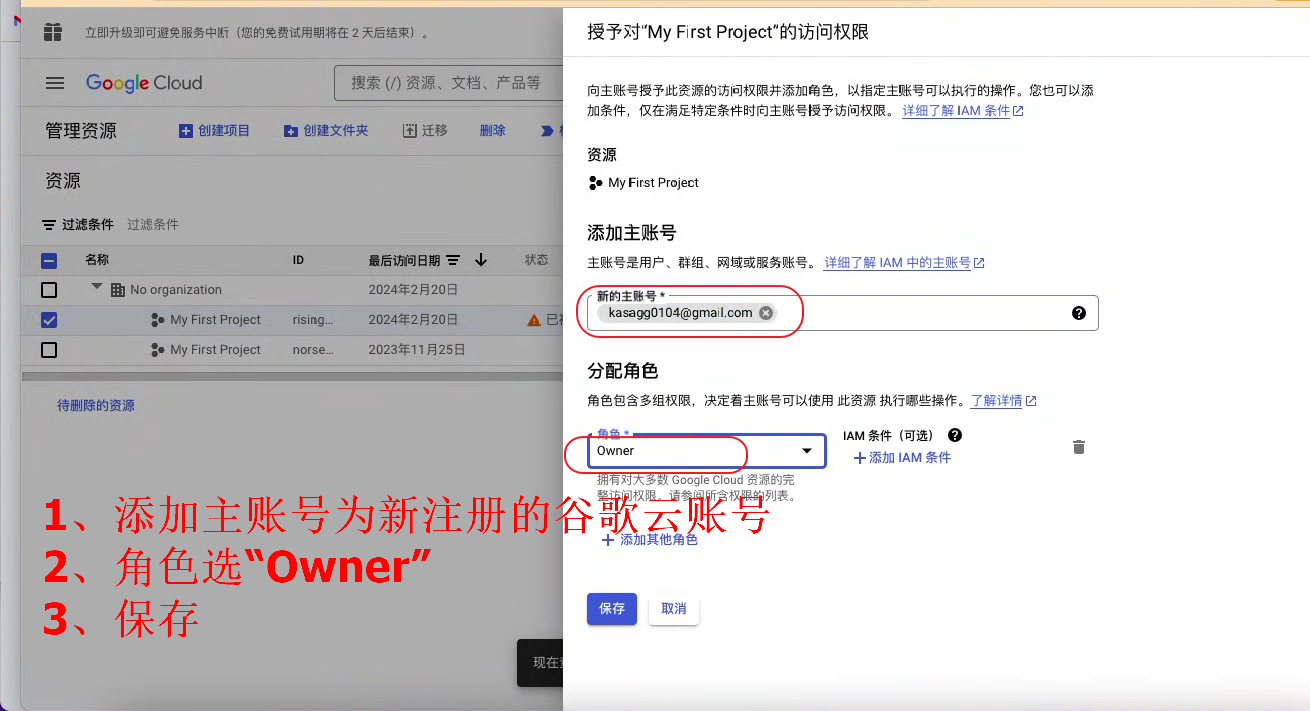 立即升级即可避免服务中断（您的免费试用期将在 2 天后结束）。
Google Cloud
搜索 (/) 资源、文档、产品等
管理资源
创建项目
创建文件夹
迁移
删除
资源
过滤条件 过滤条件
名称 ID 最后访问日期 状态
No organization 2024年2月20日
My First Project rising... 2024年2月20日
My First Project norse... 2023年11月25日
待删除的资源
授予对“My First Project”的访问权限
向主账号授予此资源的访问权限并添加角色，以指定主账号可以执行的操作。您也可以添
加条件，仅在满足特定条件时向主账号授予访问权限。 详细了解 IAM 条件
资源
My First Project
添加主账号
主账号是用户、群组、网域或服务账号。 详细了解 IAM 中的主账号
新的主账号 *
kasagg0104@gmail.com
分配角色
角色包含多组权限，决定着主账号可以使用 此资源 执行哪些操作。 了解详情
角色 *
Owner
IAM 条件（可选）
添加 IAM 条件
拥有对大多数 Google Cloud 资源的完
整访问权限。请参阅所含权限的列表。
添加其他角色
保存 取消
1、添加主账号为新注册的谷歌云账号
2、角色选“Owner”
3、保存
现在